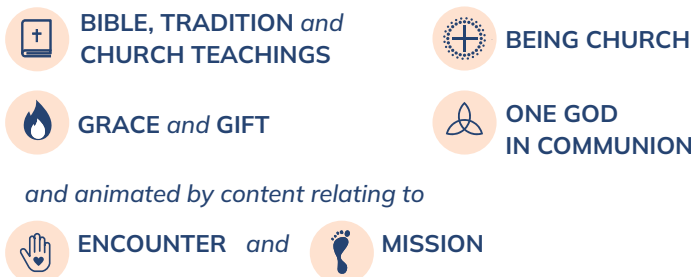 BIBLE, TRADITION and
CHURCH TEACHINGS
BEING CHURCH
GRACE and GIFT
ONE GOD
IN COMMUNION
and animated by content relating to
ENCOUNTER and MISSION